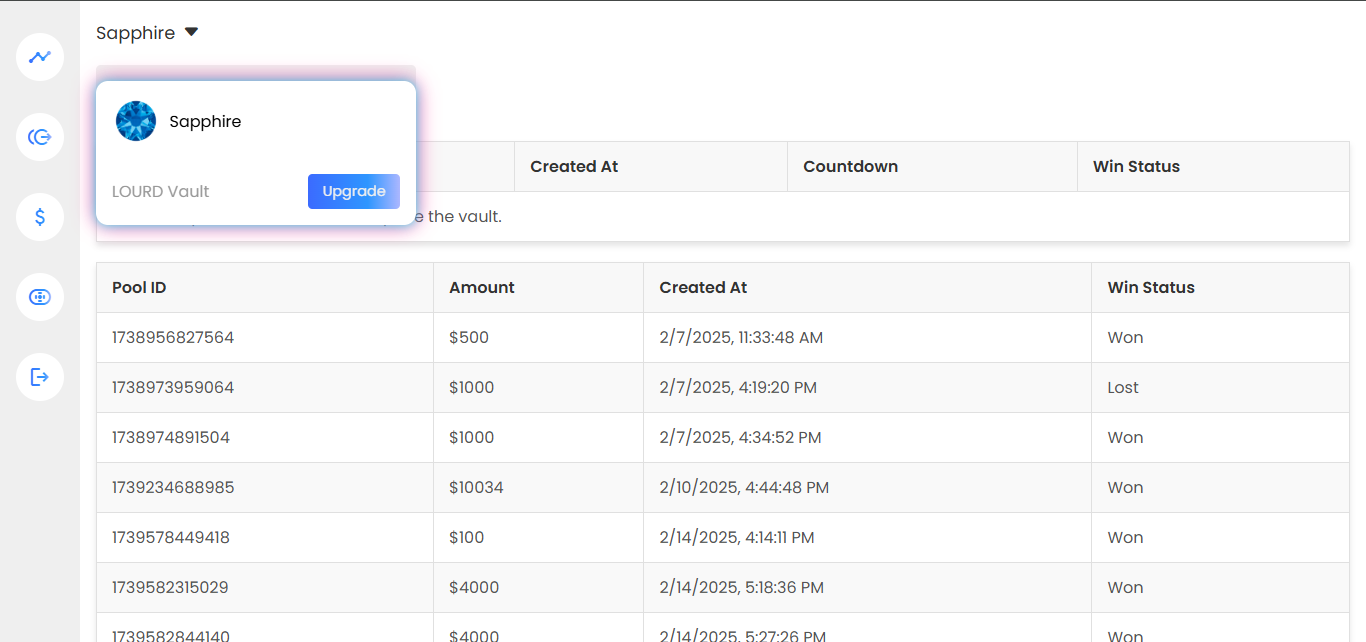 Sapphire
Sapphire
LOURD Vault Upgrade
Created At Countdown Win Status
the vault.
Pool ID Amount Created At Win Status
1738956827564 $500 2/7/2025, 11:33:48 AM Won
1738973959064 $1000 2/7/2025, 4:19:20 PM Lost
1738974891504 $1000 2/7/2025, 4:34:52 PM Won
1739234688985 $10034 2/10/2025, 4:44:48 PM Won
1739578449418 $100 2/14/2025, 4:14:11 PM Won
1739582315029 $4000 2/14/2025, 5:18:36 PM Won
1739582844140 $4000 2/14/2025, 5:27:26 PM Won